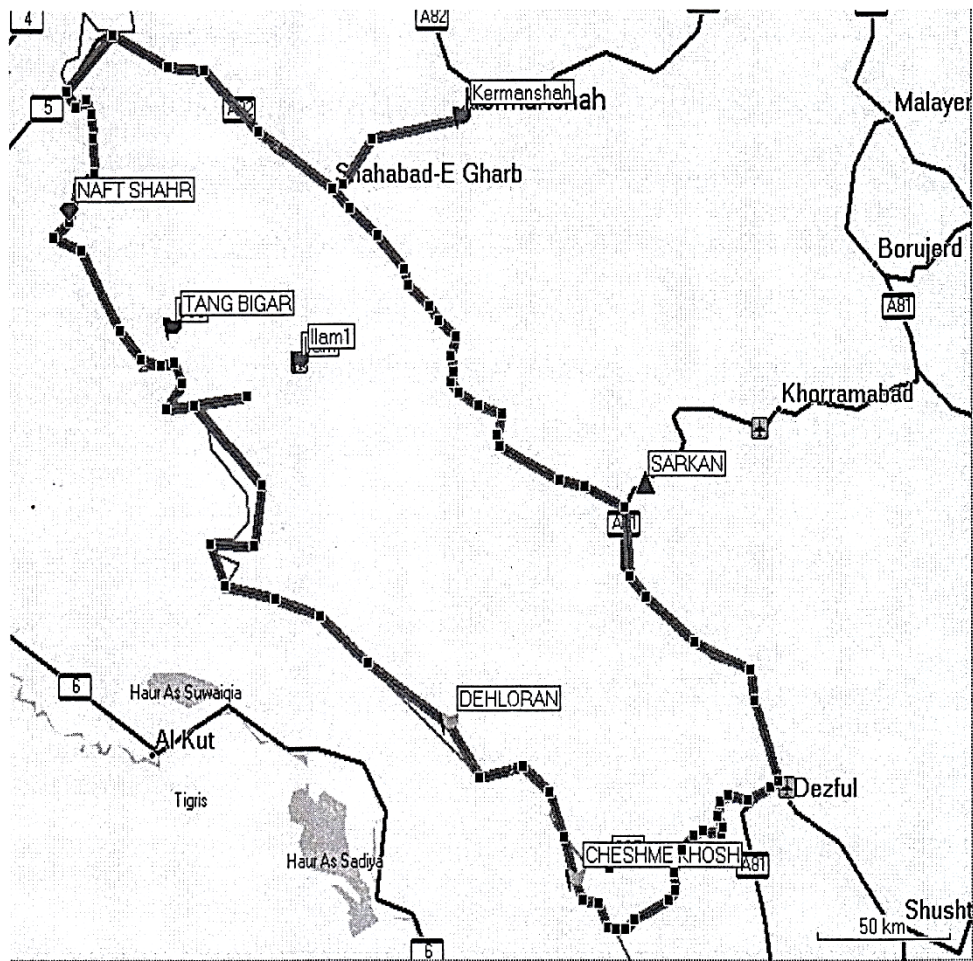 4
A82
5
Kermanshah
Malayer
Shahabad-E Gharb
NAFT SHAHR
Borujerd
A81
TANG BIGAR
Ilam1
Khorramabad
SARKAN
A81
6
Haur As Suwaiqia
DEHLORAN
Al-Kut
Tigris
Dezful
Haur As Sadiya
CHESHME KHOSH
A81
Shusht
50 km
6